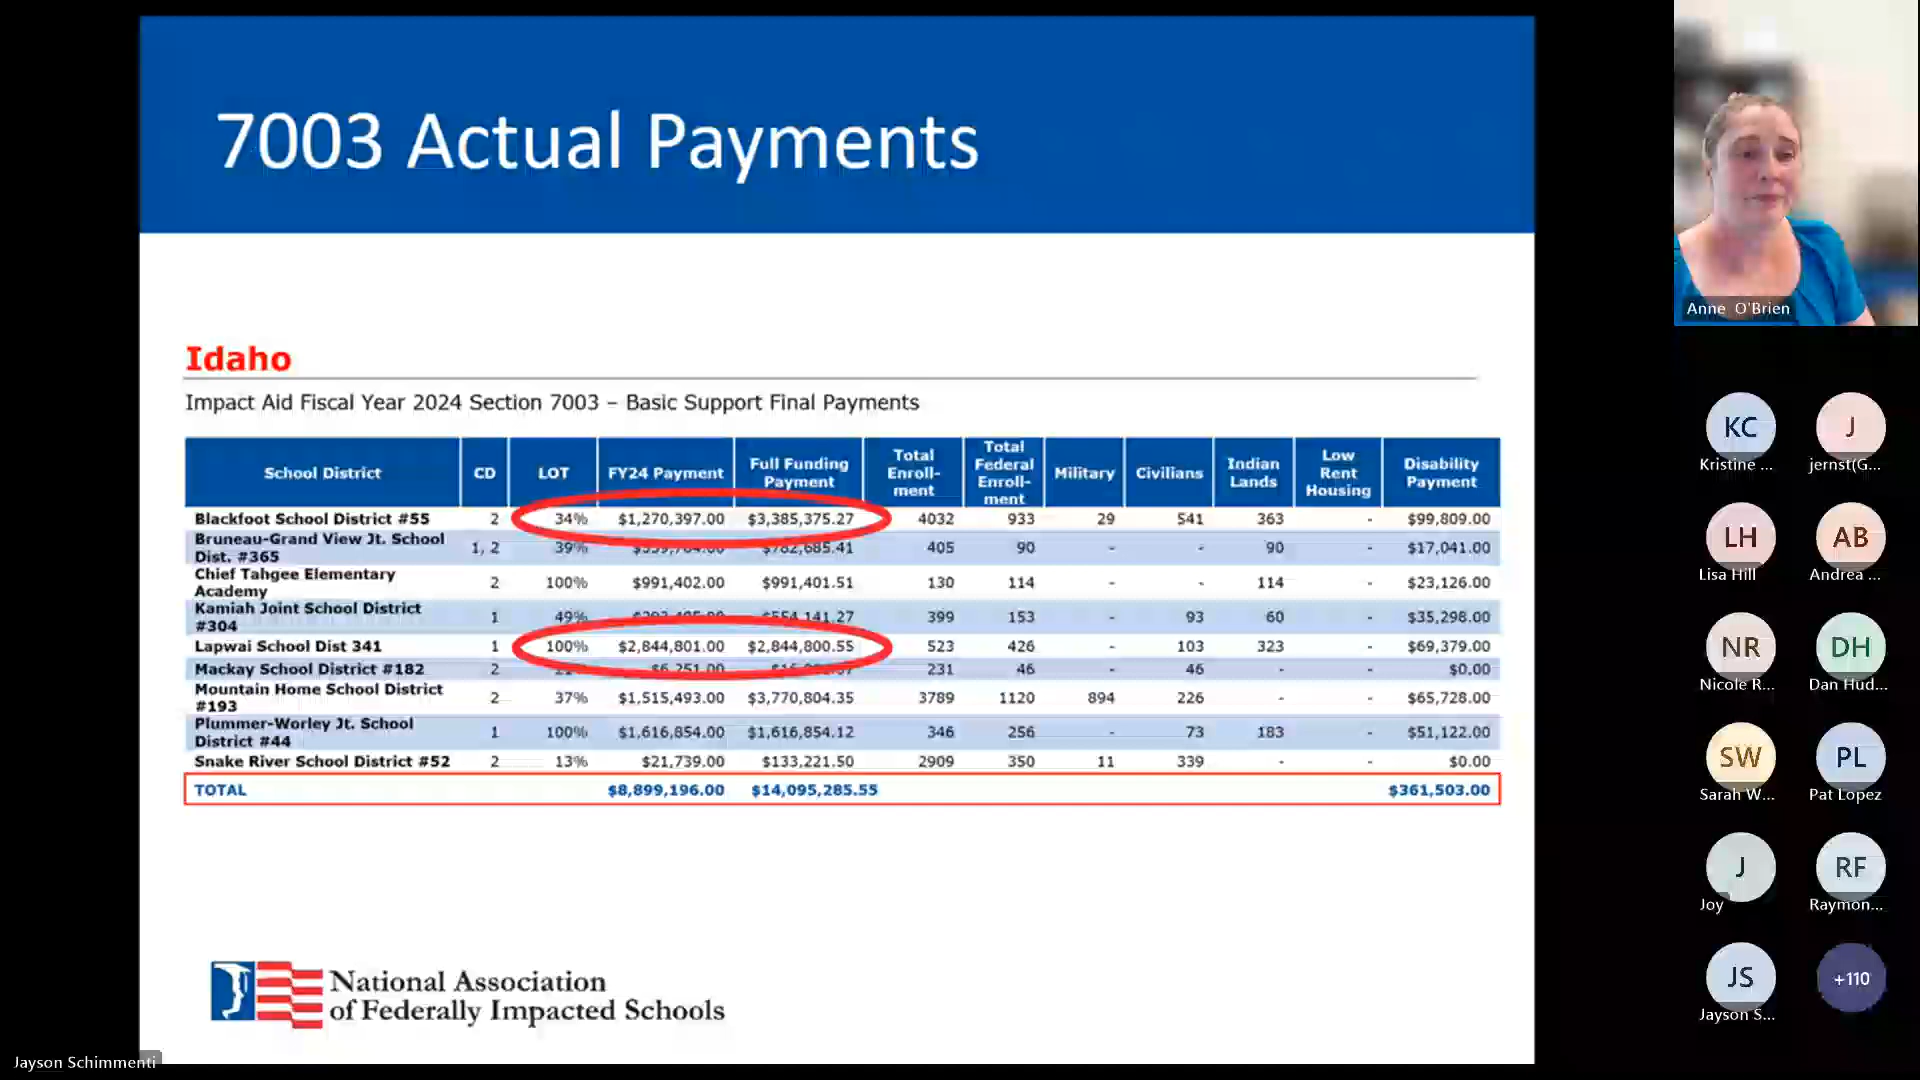 7003 Actual Payments
Idaho
Impact Aid Fiscal Year 2024 Section 7003 – Basic Support Final Payments
School District CD LOT FY24 Payment Full Funding Payment Total Enroll-ment Total Federal Enroll-ment Military Civilians Indian Lands Low Rent Housing Disability Payment
Blackfoot School District #55 2 34% $1,270,397.00 $3,385,375.27 4032 933 29 541 363 - $99,809.00
Bruneau-Grand View Jt. School Dist. #365 1, 2 39% $782,685.41 405 90 - - 90 - $17,041.00
Chief Tahgee Elementary Academy 2 100% $991,402.00 $991,401.51 130 114 - - 114 - $23,126.00
Kamiah Joint School District #304 1 49% $554,141.27 399 153 - 93 60 - $35,298.00
Lapwai School Dist 341 1 100% $2,844,801.00 $2,844,800.55 523 426 - 103 323 - $69,379.00
Mackay School District #182 2 $6,251.00 231 46 - 46 - - $0.00
Mountain Home School District #193 2 37% $1,515,493.00 $3,770,804.35 3789 1120 894 226 - - $65,728.00
Plummer-Worley Jt. School District #44 1 100% $1,616,854.00 $1,616,854.12 346 256 - 73 183 - $51,122.00
Snake River School District #52 2 13% $21,739.00 $133,221.50 2909 350 11 339 - - $0.00
TOTAL $8,899,196.00 $14,095,285.55 $361,503.00
National Association
of Federally Impacted Schools
Jayson Schimmenti
Anne O'Brien
KC J
Kristine ... jernst(G...
LH AB
Lisa Hill Andrea ...
NR DH
Nicole R... Dan Hud...
SW PL
Sarah W... Pat Lopez
J RF
Joy Raymon...
JS +110
Jayson S...